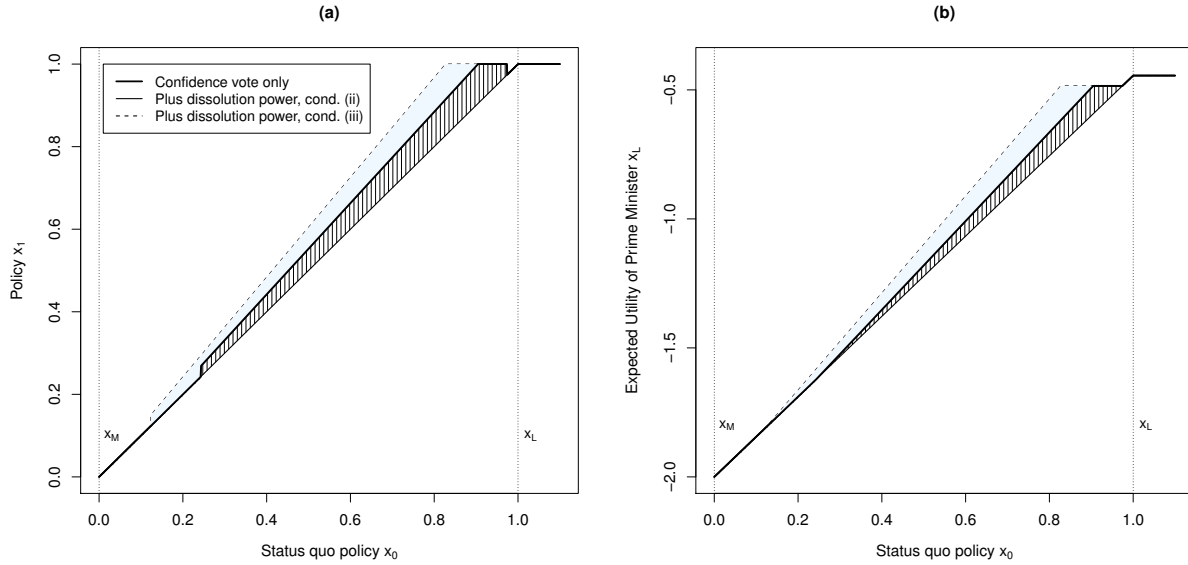 (a)
Policy x1
1.0
0.8
0.6
0.4
0.2
0.0
Confidence vote only
Plus dissolution power, cond. (ii)
Plus dissolution power, cond. (iii)
xM
xL
0.0 0.2 0.4 0.6 0.8 1.0
Status quo policy x0
(b)
Expected Utility of Prime Minister xL
−0.5
−1.0
−1.5
−2.0
xM
xL
0.0 0.2 0.4 0.6 0.8 1.0
Status quo policy x0